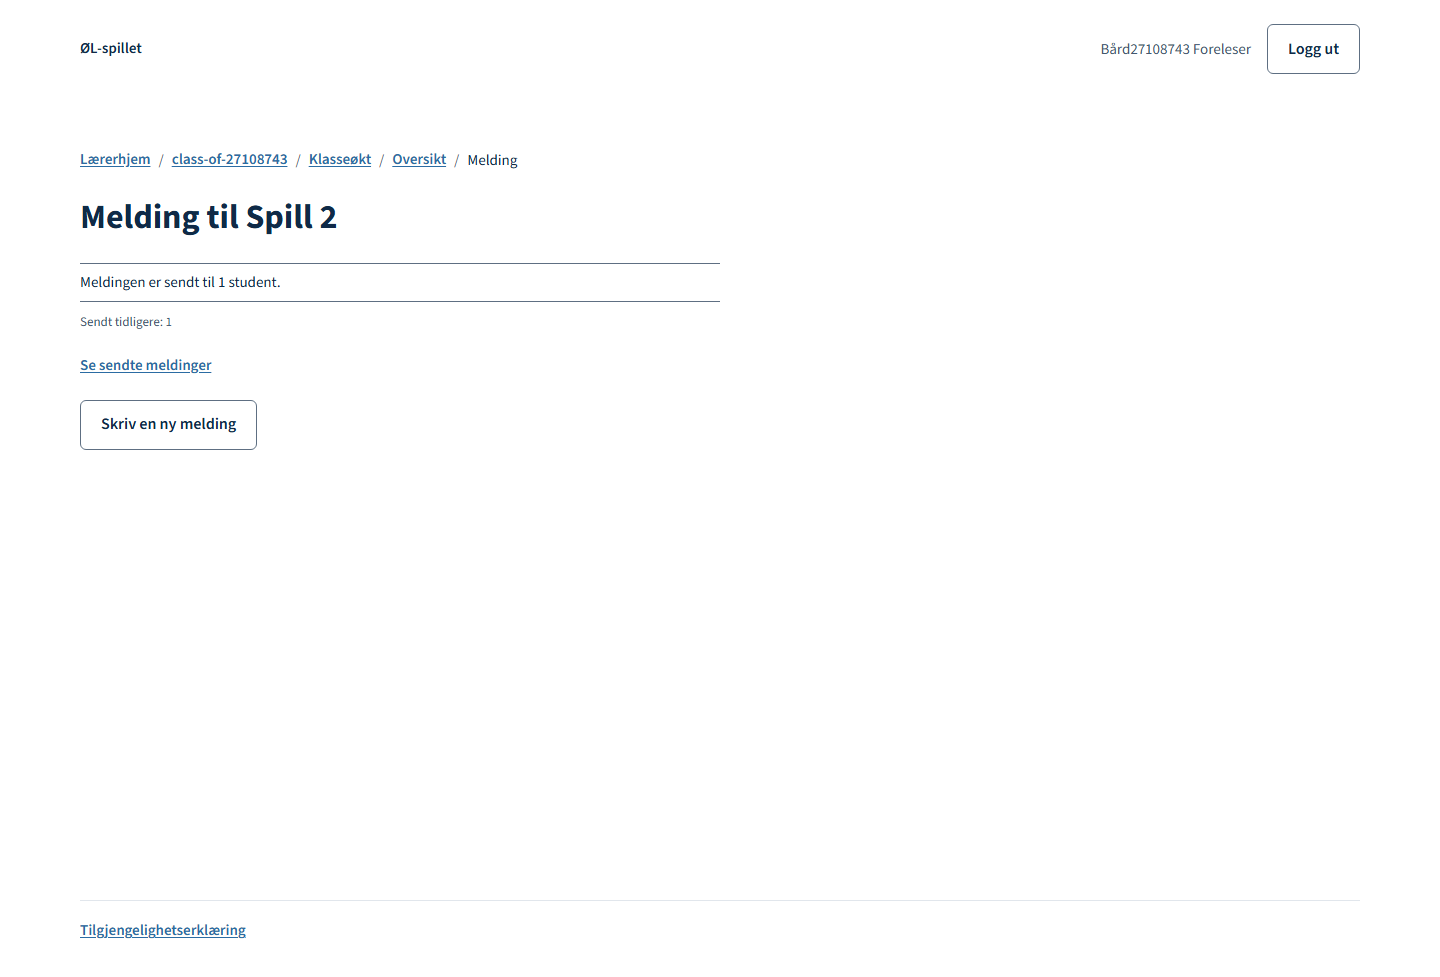 ØL-spillet
Bård27108743 Foreleser
Logg ut
Lærerhjem / class-of-27108743 / Klasseøkt / Oversikt / Melding
Melding til Spill 2
Meldingen er sendt til 1 student.
Sendt tidligere: 1
Se sendte meldinger
Skriv en ny melding
Tilgjengelighetserklæring